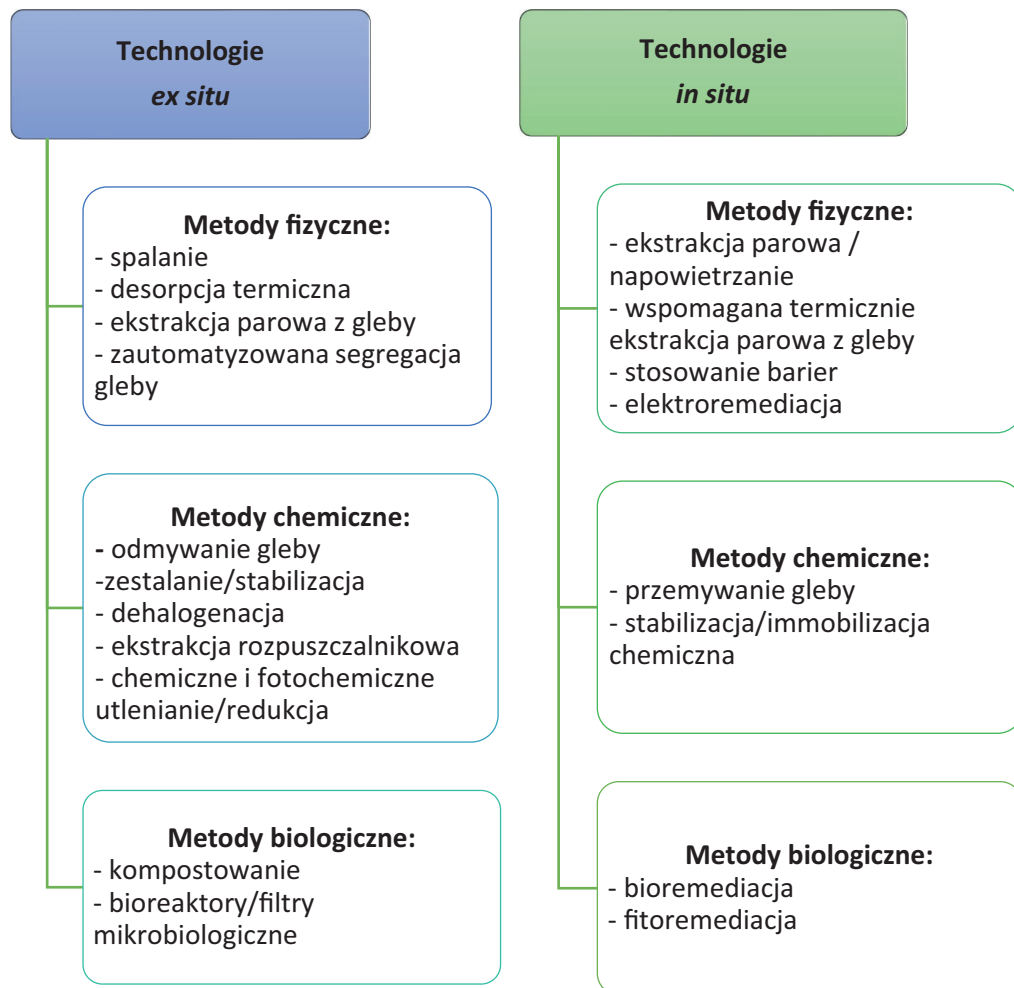 Technologie
ex situ
Metody fizyczne:
- spalanie
- desorpcja termiczna
- ekstrakcja parowa z gleby
- zautomatyzowana segregacja
gleby
Metody chemiczne:
- odmywanie gleby
-zestalanie/stabilizacja
- dehalogenacja
- ekstrakcja rozpuszczalnikowa
- chemiczne i fotochemiczne
utlenianie/redukcja
Metody biologiczne:
- kompostowanie
- bioreaktory/filtry
mikrobiologiczne
Technologie
in situ
Metody fizyczne:
- ekstrakcja parowa /
napowietrzanie
- wspomagana termicznie
ekstrakcja parowa z gleby
- stosowanie barier
- elektroremediacja
Metody chemiczne:
- przemywanie gleby
- stabilizacja/immobilizacja
chemiczna
Metody biologiczne:
- bioremediacja
- fitoremediacja